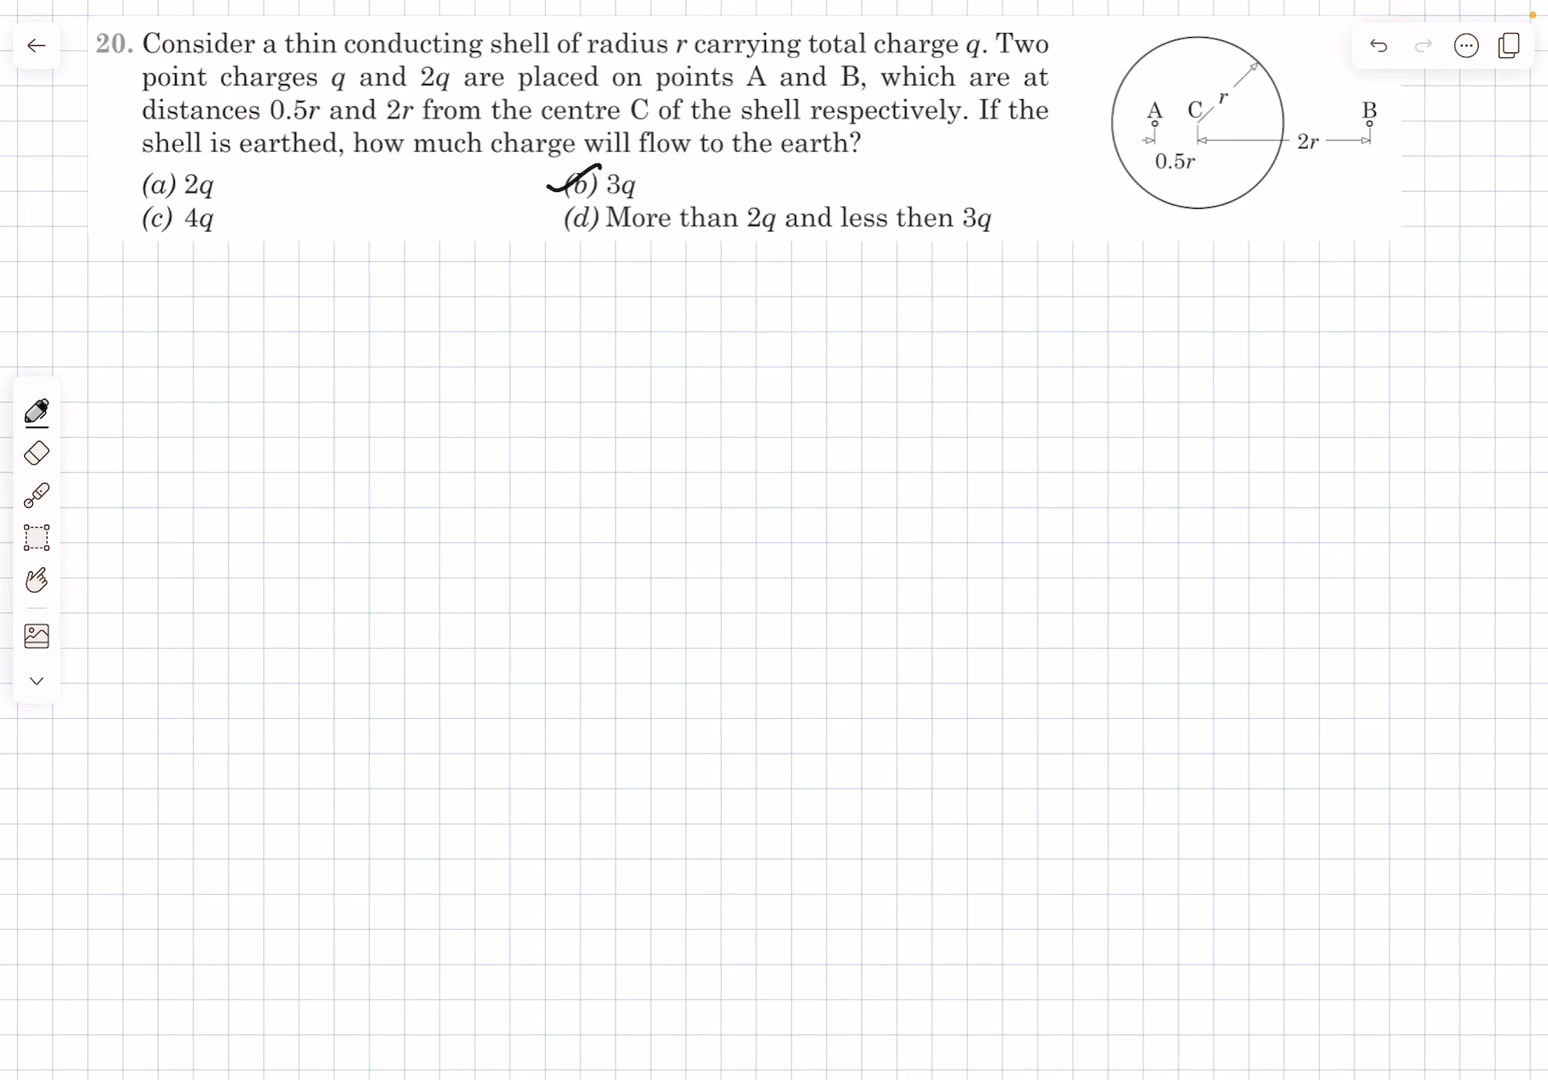 20. Consider a thin conducting shell of radius r carrying total charge q. Two
point charges q and 2q are placed on points A and B, which are at
distances 0.5r and 2r from the centre C of the shell respectively. If the
shell is earthed, how much charge will flow to the earth?
(a) 2q (b) 3q
(c) 4q (d) More than 2q and less then 3q
r
A C B
2r
0.5r